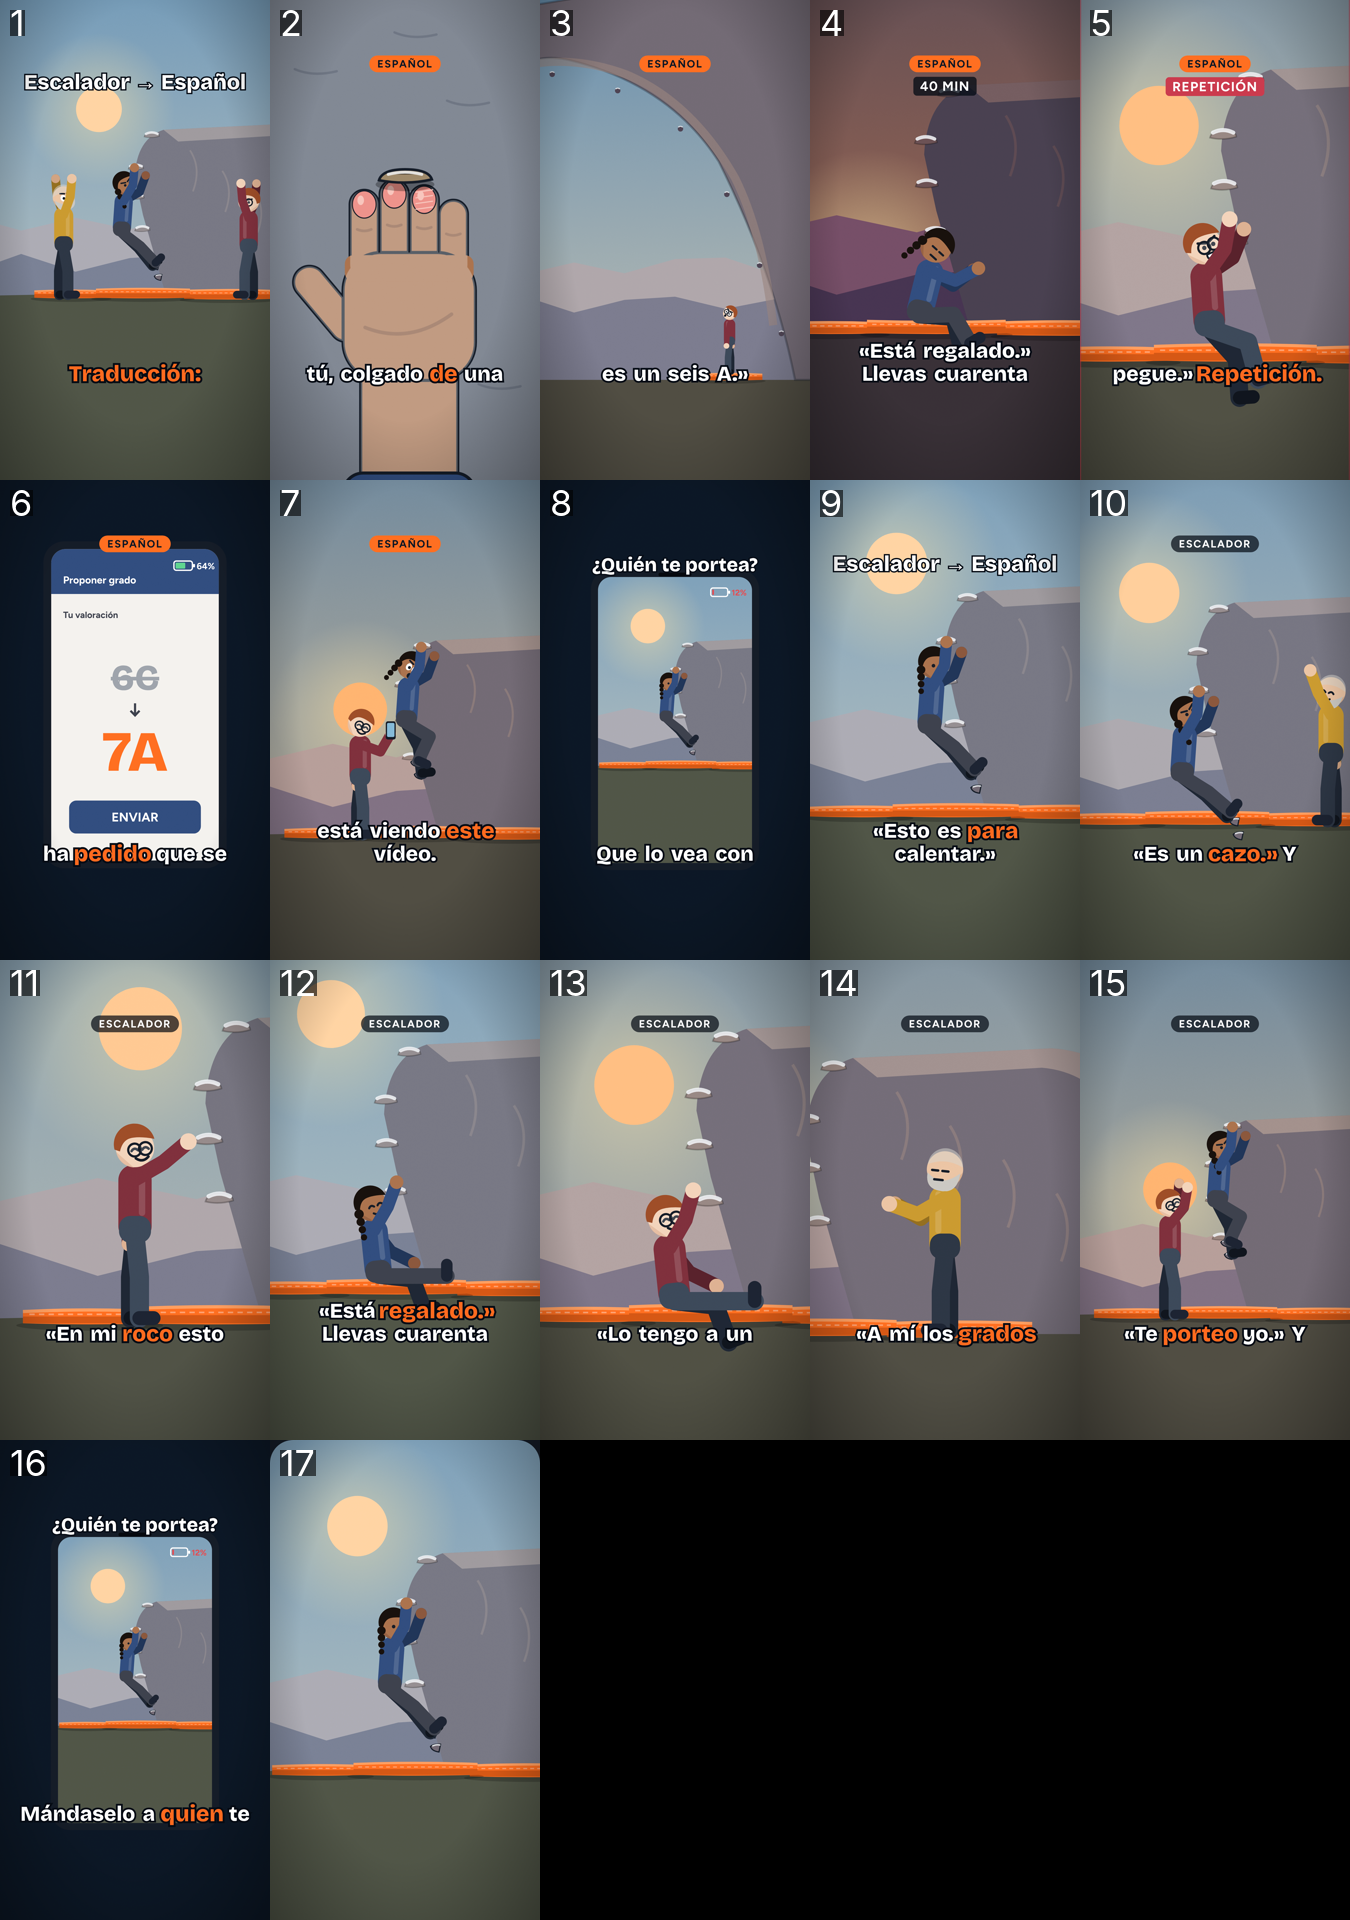 1
Escalador → Español
Traducción:
2
ESPAÑOL
tú, colgado de una
3
ESPAÑOL
es un seis A.»
4
ESPAÑOL
40 MIN
«Está regalado.»
Llevas cuarenta
5
ESPAÑOL
REPETICIÓN
pegue.» Repetición.
6
ESPAÑOL
64%
Proponer grado
Tu valoración
6C
↓
7A
ENVIAR
ha pedido que se
7
ESPAÑOL
está viendo este
vídeo.
8
¿Quién te portea?
12%
Que lo vea con
9
Escalador → Español
«Esto es para
calentar.»
10
ESCALADOR
«Es un cazo.» Y
11
ESCALADOR
«En mi roco esto
12
ESCALADOR
«Está regalado.»
Llevas cuarenta
13
ESCALADOR
«Lo tengo a un
14
ESCALADOR
«A mí los grados
15
ESCALADOR
«Te porteo yo.» Y
16
¿Quién te portea?
12%
Mándaselo a quien te
17